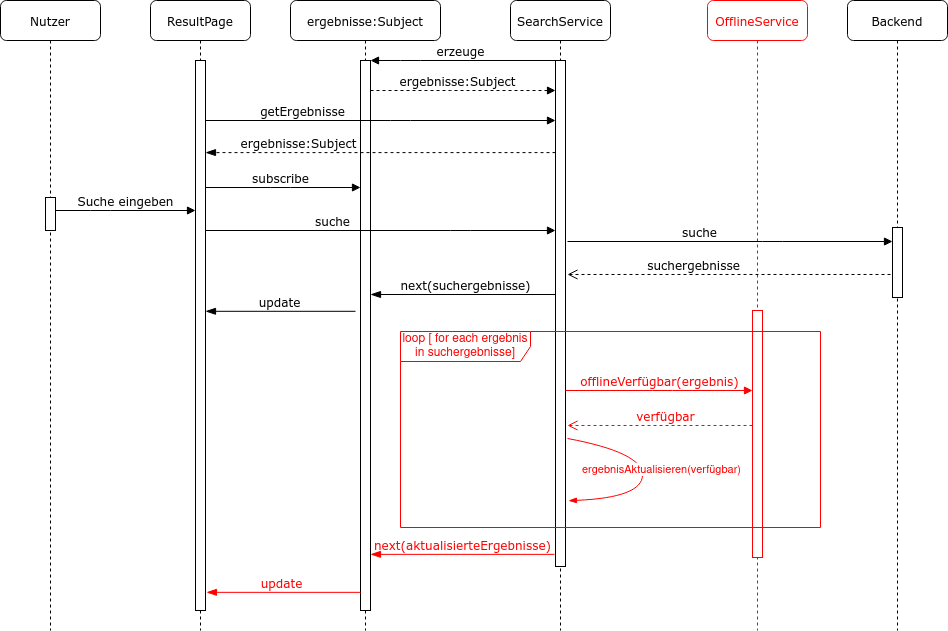 Nutzer
ResultPage
ergebnisse:Subject
SearchService
OfflineService
Backend
erzeuge
ergebnisse:Subject
getErgebnisse
ergebnisse:Subject
subscribe
Suche eingeben
suche
suche
suchergebnisse
next(suchergebnisse)
update
loop [ for each ergebnis
in suchergebnisse]
offlineVerfügbar(ergebnis)
verfügbar
ergebnisAktualisieren(verfügbar)
next(aktualisierteErgebnisse)
update